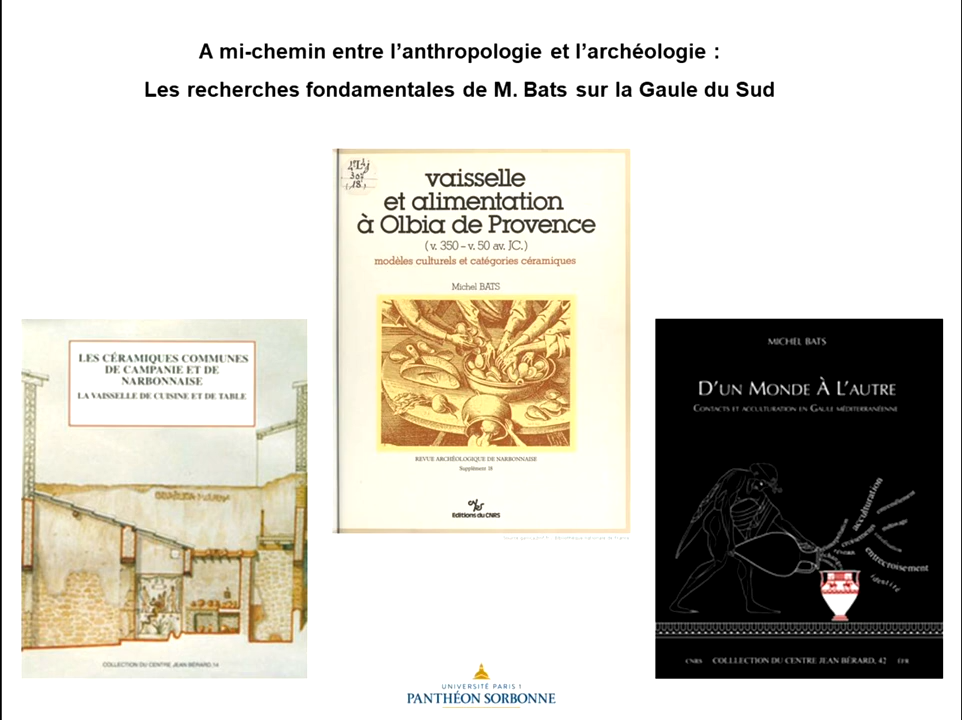 A mi-chemin entre l’anthropologie et l’archéologie :
Les recherches fondamentales de M. Bats sur la Gaule du Sud
vaisselle
et alimentation
à Olbia de Provence
(v. 350 – v. 50 av. JC.)
modèles culturels et catégories céramiques
Michel BATS
REVUE ARCHÉOLOGIQUE DE NARBONNAISE
Supplément 18
Editions du CNRS
LES CÉRAMIQUES COMMUNES
DE CAMPANIE ET DE
NARBONNAISE
LA VAISSELLE DE CUISINE ET DE TABLE
COLLECTION DU CENTRE JEAN BÉRARD, 14
MICHEL BATS
D'UN MONDE À L'AUTRE
CONTACTS ET ACCULTURATION EN GAULE MÉDITERRANÉENNE
acculturation
croisements
entrecroisement
identité
CNRS COLLLECTION DU CENTRE JEAN BÉRARD, 42 EFR
UNIVERSITÉ PARIS 1
PANTHÉON SORBONNE